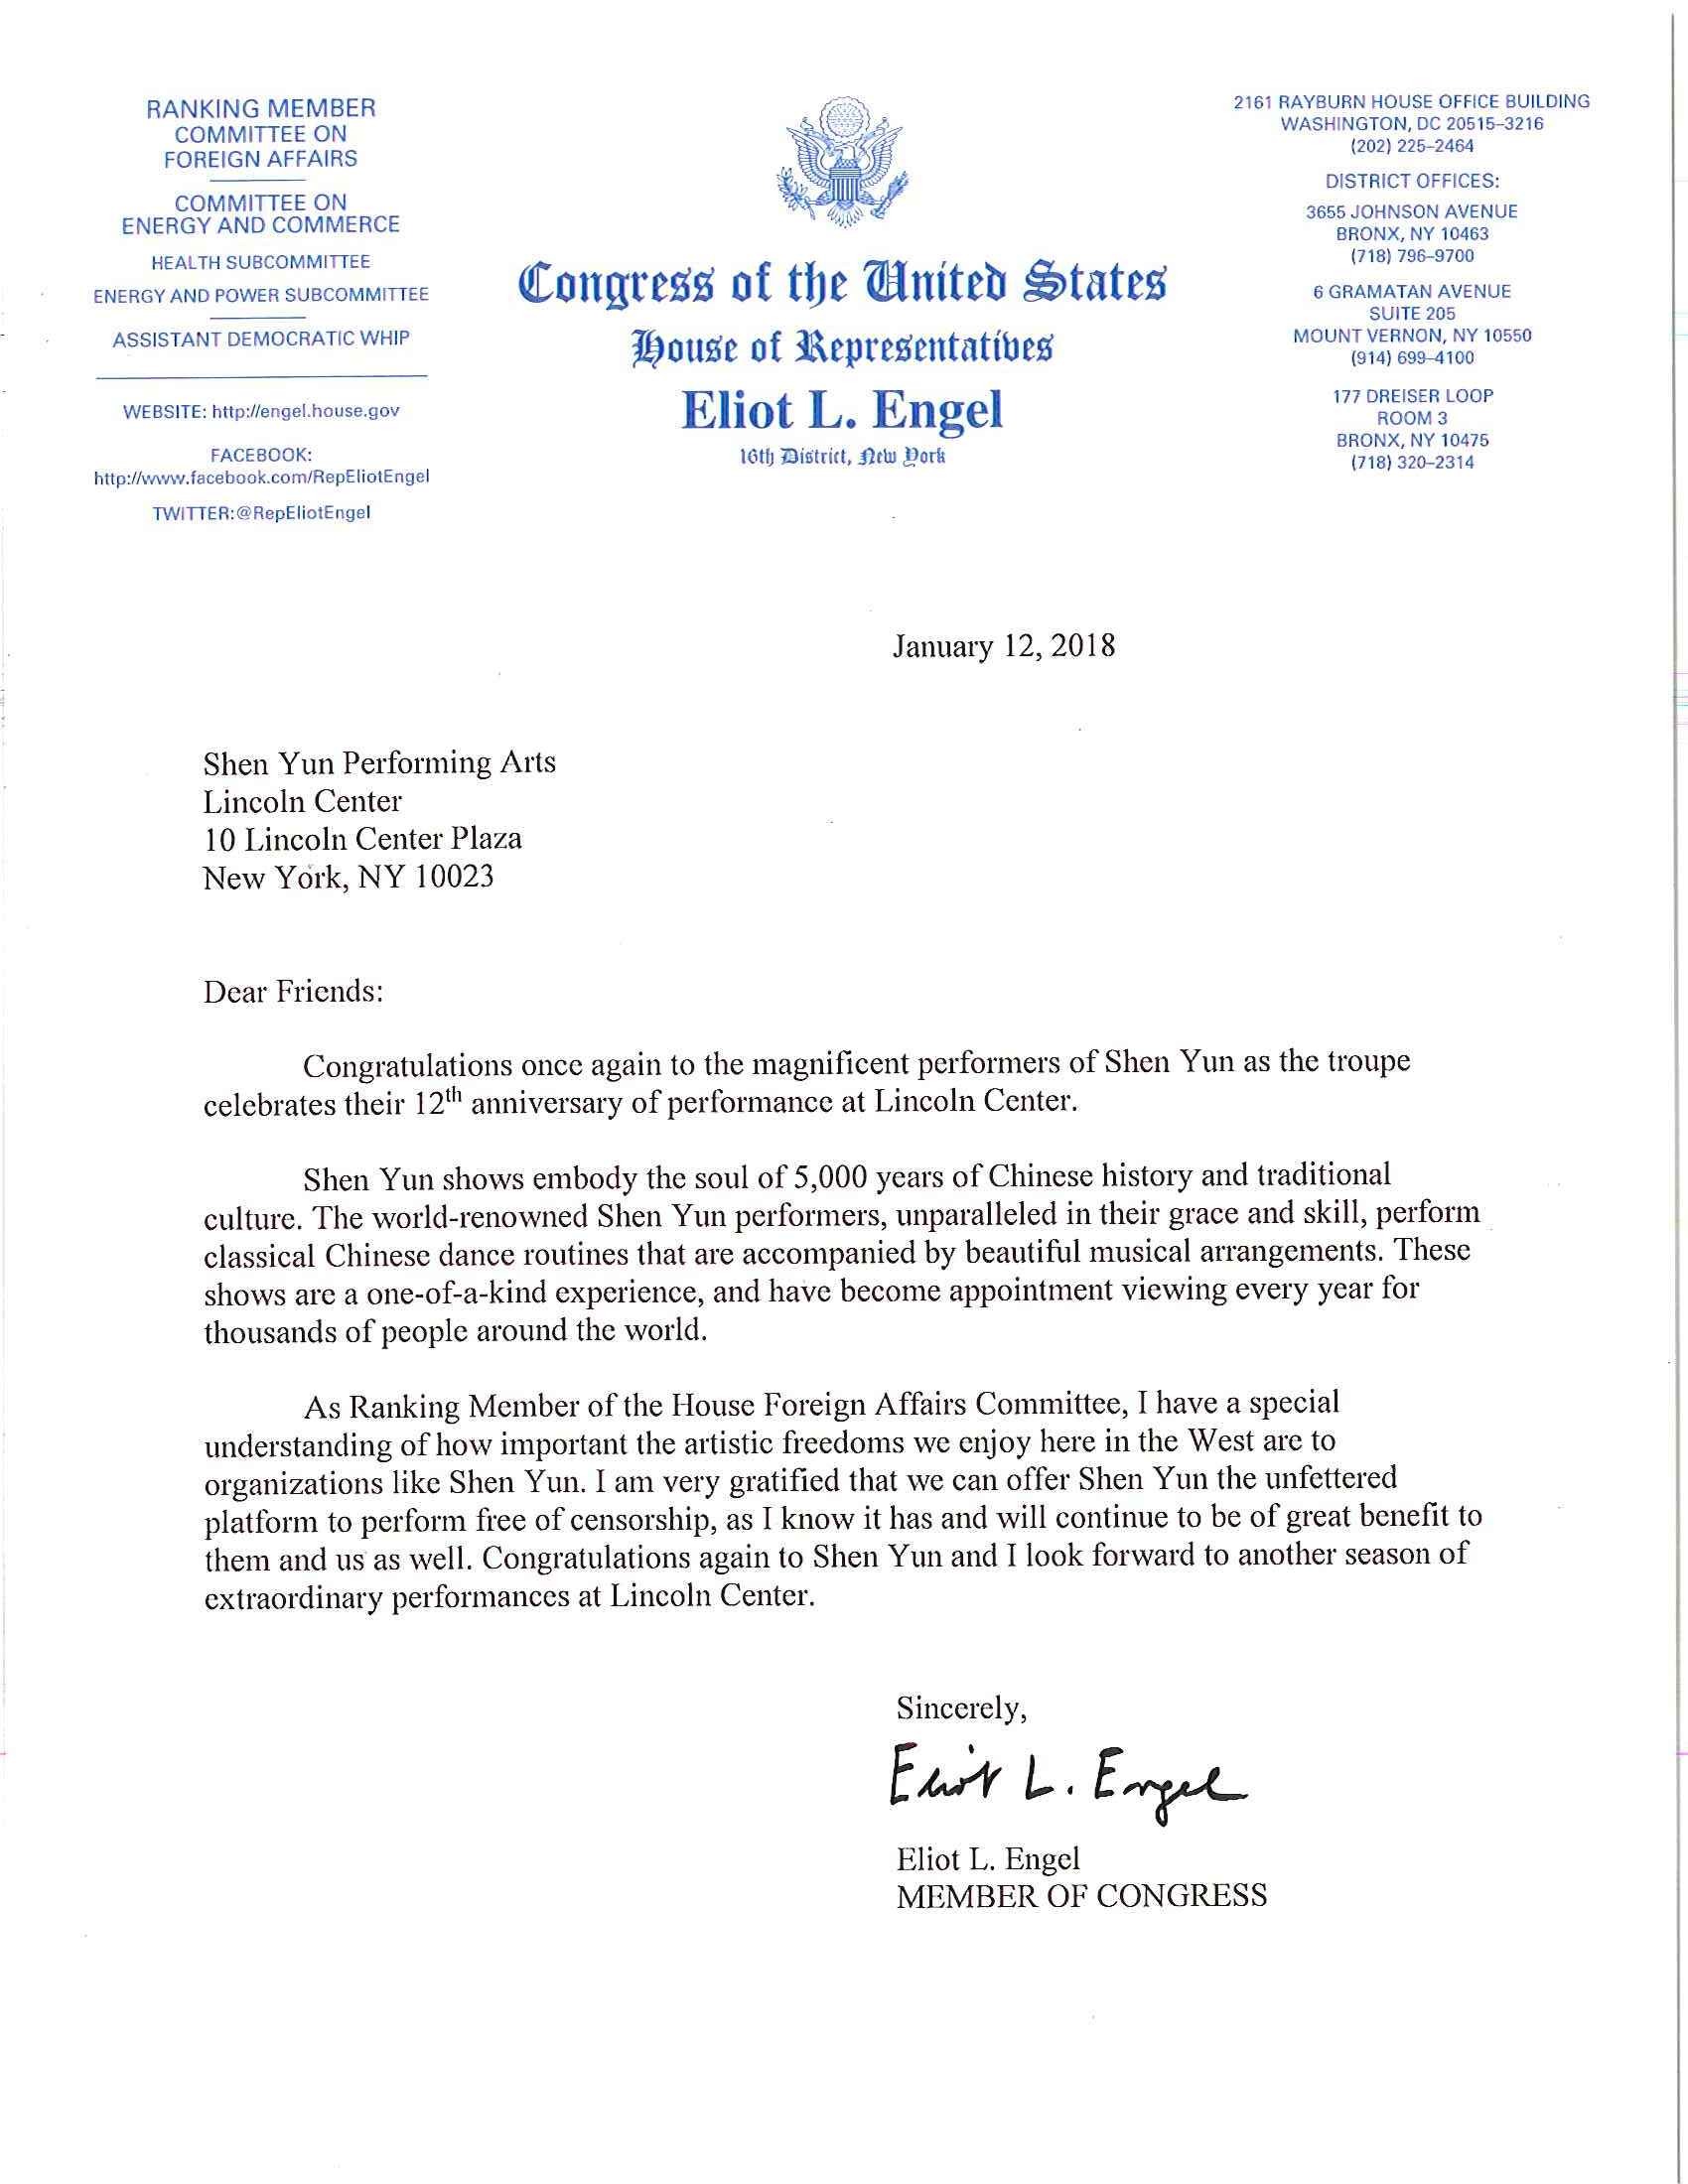 RANKING MEMBER
COMMITTEE ON
FOREIGN AFFAIRS
COMMITTEE ON
ENERGY AND COMMERCE
HEALTH SUBCOMMITTEE
ENERGY AND POWER SUBCOMMITTEE
ASSISTANT DEMOCRATIC WHIP
WEBSITE: http://engel.house.gov
FACEBOOK:
http://www.facebook.com/RepEliotEngel
TWITTER:@RepEliotEngel
Congress of the United States
House of Representatives
Eliot L. Engel
16th District, New York
2161 RAYBURN HOUSE OFFICE BUILDING
WASHINGTON, DC 20515–3216
(202) 225–2464
DISTRICT OFFICES:
3655 JOHNSON AVENUE
BRONX, NY 10463
(718) 796–9700
6 GRAMATAN AVENUE
SUITE 205
MOUNT VERNON, NY 10550
(914) 699–4100
177 DREISER LOOP
ROOM 3
BRONX, NY 10475
(718) 320–2314
January 12, 2018
Shen Yun Performing Arts
Lincoln Center
10 Lincoln Center Plaza
New York, NY 10023
Dear Friends:
Congratulations once again to the magnificent performers of Shen Yun as the troupe
celebrates their 12th anniversary of performance at Lincoln Center.
Shen Yun shows embody the soul of 5,000 years of Chinese history and traditional
culture. The world-renowned Shen Yun performers, unparalleled in their grace and skill, perform
classical Chinese dance routines that are accompanied by beautiful musical arrangements. These
shows are a one-of-a-kind experience, and have become appointment viewing every year for
thousands of people around the world.
As Ranking Member of the House Foreign Affairs Committee, I have a special
understanding of how important the artistic freedoms we enjoy here in the West are to
organizations like Shen Yun. I am very gratified that we can offer Shen Yun the unfettered
platform to perform free of censorship, as I know it has and will continue to be of great benefit to
them and us as well. Congratulations again to Shen Yun and I look forward to another season of
extraordinary performances at Lincoln Center.
Sincerely,
Eliot L. Engel
Eliot L. Engel
MEMBER OF CONGRESS